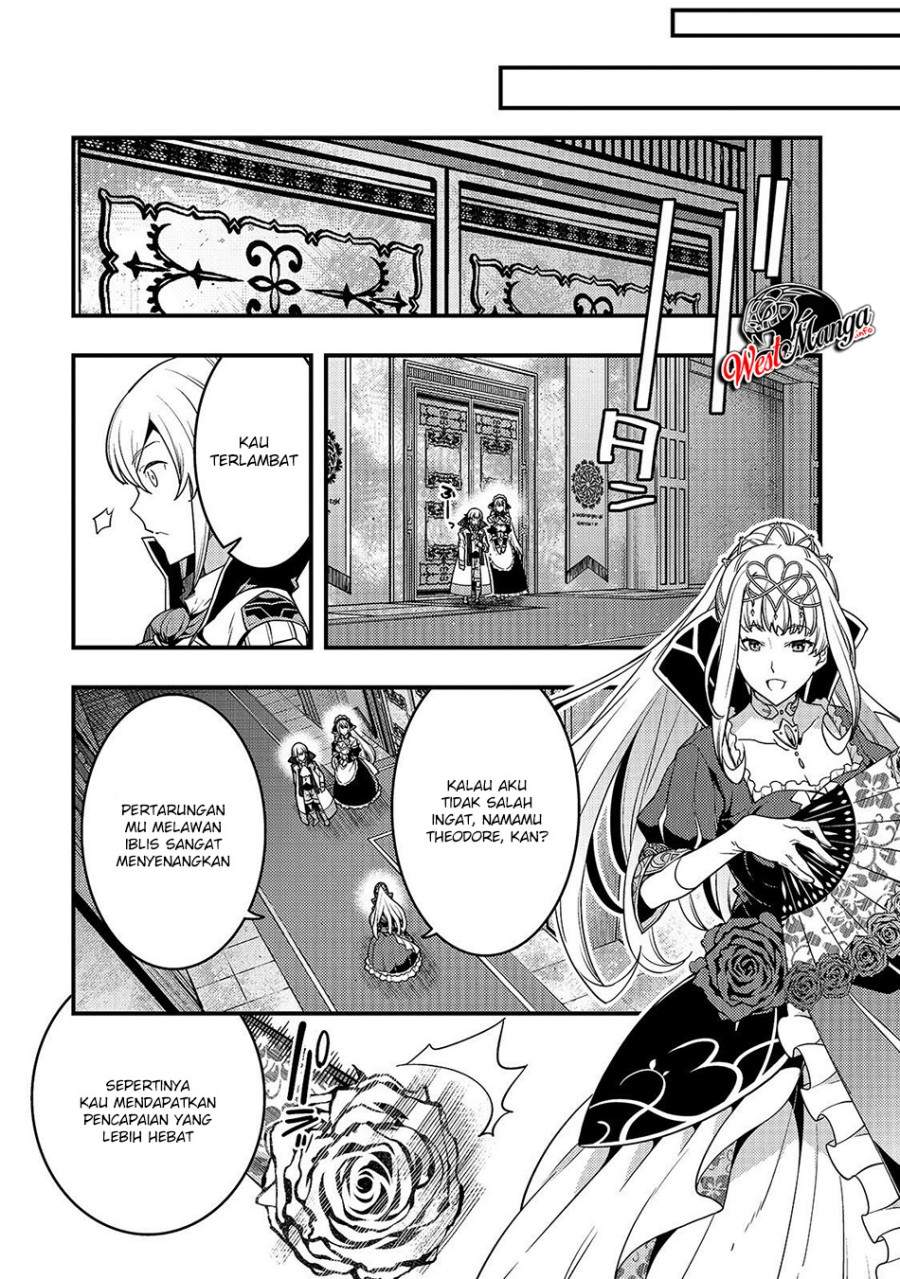 WestManga
.info
KAU
TERLAMBAT
KALAU AKU
TIDAK SALAH
INGAT, NAMAMU
THEODORE, KAN?
PERTARUNGAN
MU MELAWAN
IBLIS SANGAT
MENYENANGKAN
SEPERTINYA
KAU MENDAPATKAN
PENCAPAIAN YANG
LEBIH HEBAT